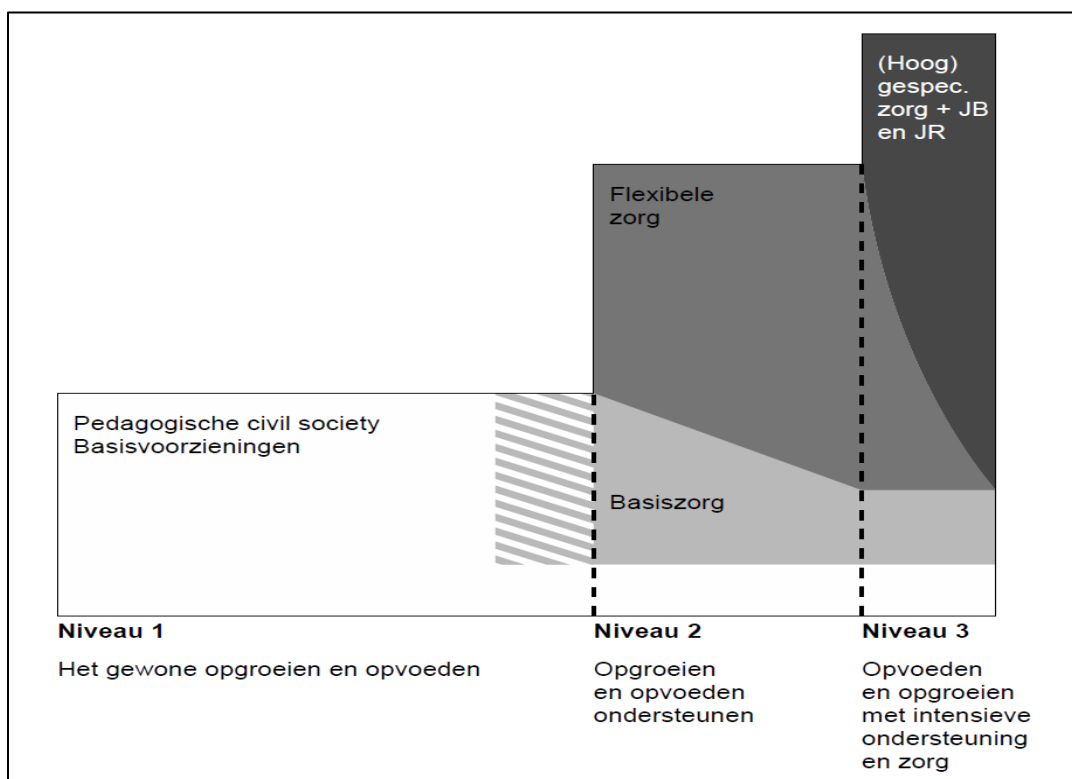 (Hoog)
gespec.
zorg + JB
en JR
Flexibele
zorg
Pedagogische civil society
Basisvoorzieningen
Basiszorg
Niveau 1
Het gewone opgroeien en opvoeden
Niveau 2
Opgroeien
en opvoeden
ondersteunen
Niveau 3
Opvoeden
en opgroeien
met intensieve
ondersteuning
en zorg